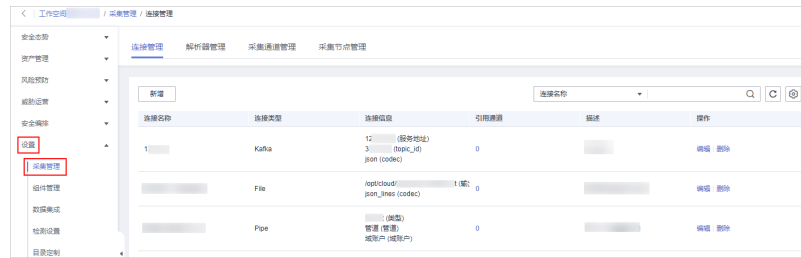 工作空间 / 采集管理 / 连接管理
安全态势
资产管理
风险预防
威胁运营
安全编排
设置
采集管理
组件管理
数据集成
检测设置
目录定制
连接管理 解析器管理 采集通道管理 采集节点管理
新增 连接名称
连接名称 连接类型 连接信息 引用通道 描述 操作
1 Kafka 12 (服务地址) 0 编辑 删除
3 (topic_id)
json (codec)
File /opt/cloud/ t 0 编辑 删除
json_lines (codec)
Pipe (类型) 0 编辑 删除
管道 (管道)
域账户 (域账户)